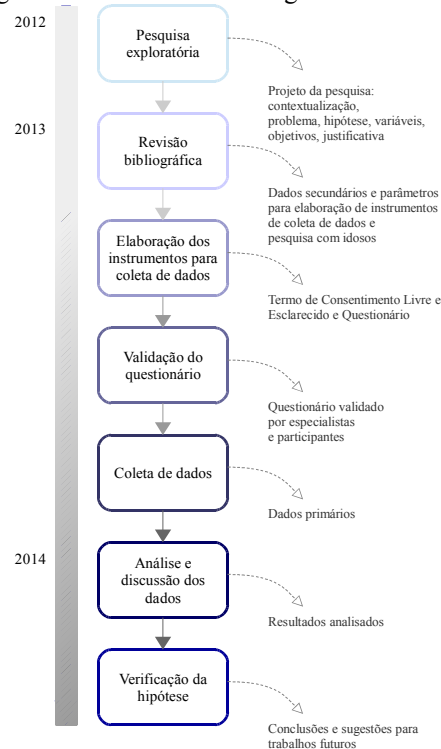 2012
Pesquisa
exploratória
Projeto da pesquisa:
contextualização,
problema, hipótese, variáveis,
objetivos, justificativa
2013
Revisão
bibliográfica
Dados secundários e parâmetros
para elaboração de instrumentos
de coleta de dados e
pesquisa com idosos
Elaboração dos
instrumentos para
coleta de dados
Termo de Consentimento Livre e
Esclarecido e Questionário
Validação do
questionário
Questionário validado
por especialistas
e participantes
Coleta de dados
Dados primários
2014
Análise e
discussão dos
dados
Resultados analisados
Verificação da
hipótese
Conclusões e sugestões para
trabalhos futuros